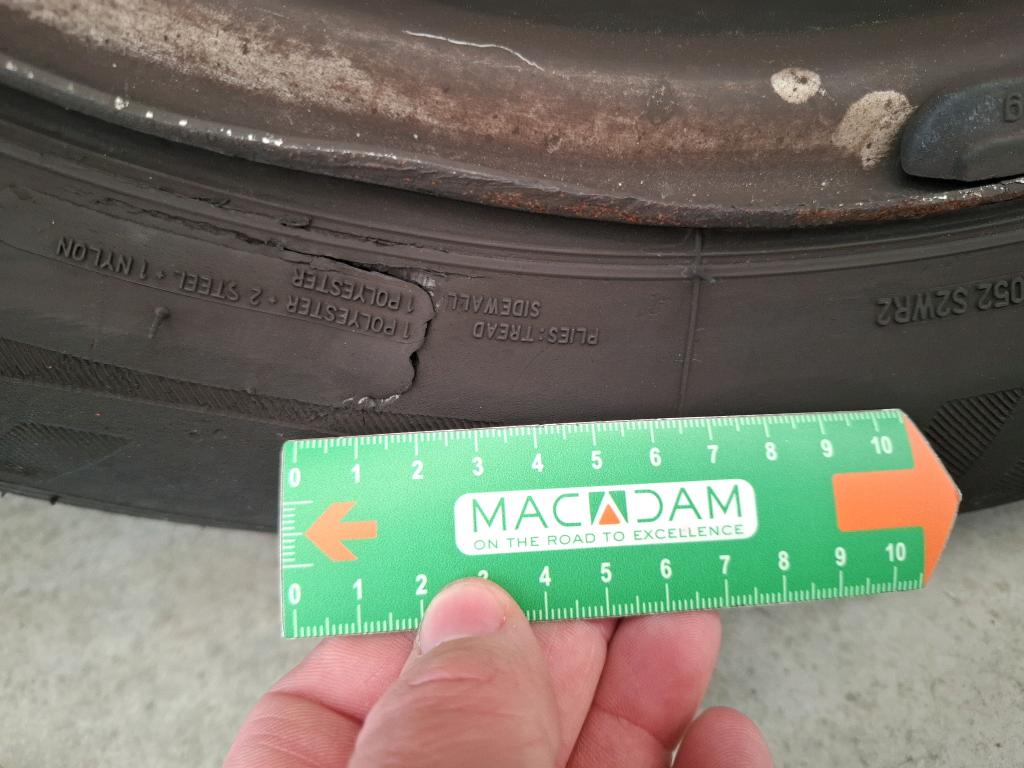 9
1 POLYESTER + 2 STEEL + 1 NYLON
1 POLYESTER
PLIES: TREAD
SIDEWALL
052 S2WR2
0 1 2 3 4 5 6 7 8 9 10
MACADAM
ON THE ROAD TO EXCELLENCE
0 1 2 3 4 5 6 7 8 9 10